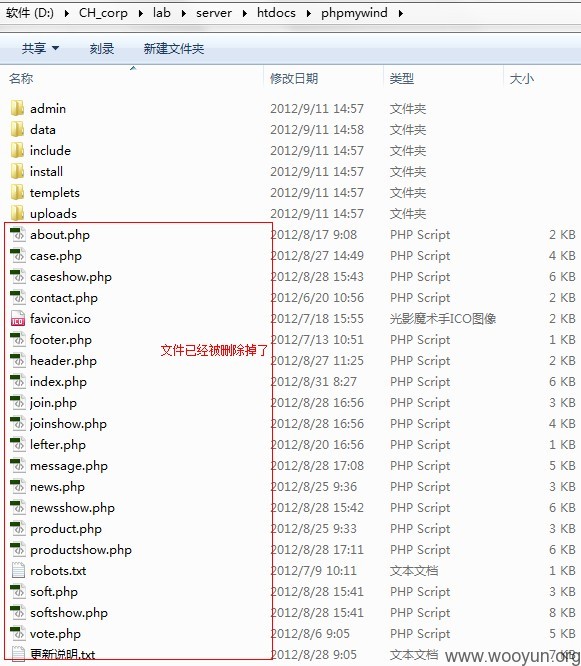 软件 (D:) ▸ CH_corp ▸ lab ▸ server ▸ htdocs ▸ phpmywind ▸
共享 ▼ 刻录 新建文件夹
名称 修改日期 类型 大小
admin 2012/9/11 14:57 文件夹
data 2012/9/11 14:58 文件夹
include 2012/9/11 14:58 文件夹
install 2012/9/11 14:57 文件夹
templets 2012/9/11 14:57 文件夹
uploads 2012/9/11 14:57 文件夹
about.php 2012/8/17 9:08 PHP Script 2 KB
case.php 2012/8/27 14:49 PHP Script 4 KB
caseshow.php 2012/8/28 15:43 PHP Script 6 KB
contact.php 2012/6/20 10:56 PHP Script 2 KB
favicon.ico 2012/7/18 15:55 光影魔术手ICO图像 2 KB
footer.php 2012/7/13 10:51 PHP Script 1 KB
文件已经被删除掉了
header.php 2012/8/27 11:25 PHP Script 2 KB
index.php 2012/8/31 8:27 PHP Script 6 KB
join.php 2012/8/28 16:56 PHP Script 3 KB
joinshow.php 2012/8/28 16:56 PHP Script 4 KB
lefter.php 2012/8/20 16:56 PHP Script 1 KB
message.php 2012/8/28 17:08 PHP Script 5 KB
news.php 2012/8/25 9:36 PHP Script 3 KB
newsshow.php 2012/8/28 15:42 PHP Script 6 KB
product.php 2012/8/25 9:33 PHP Script 3 KB
productshow.php 2012/8/28 17:11 PHP Script 6 KB
robots.txt 2012/7/9 10:11 文本文档 1 KB
soft.php 2012/8/28 15:41 PHP Script 3 KB
softshow.php 2012/8/28 15:41 PHP Script 8 KB
vote.php 2012/8/6 9:05 PHP Script 5 KB
更新说明.txt 2012/8/28 9:05 文本文档 7 KB
www.wooyun.org